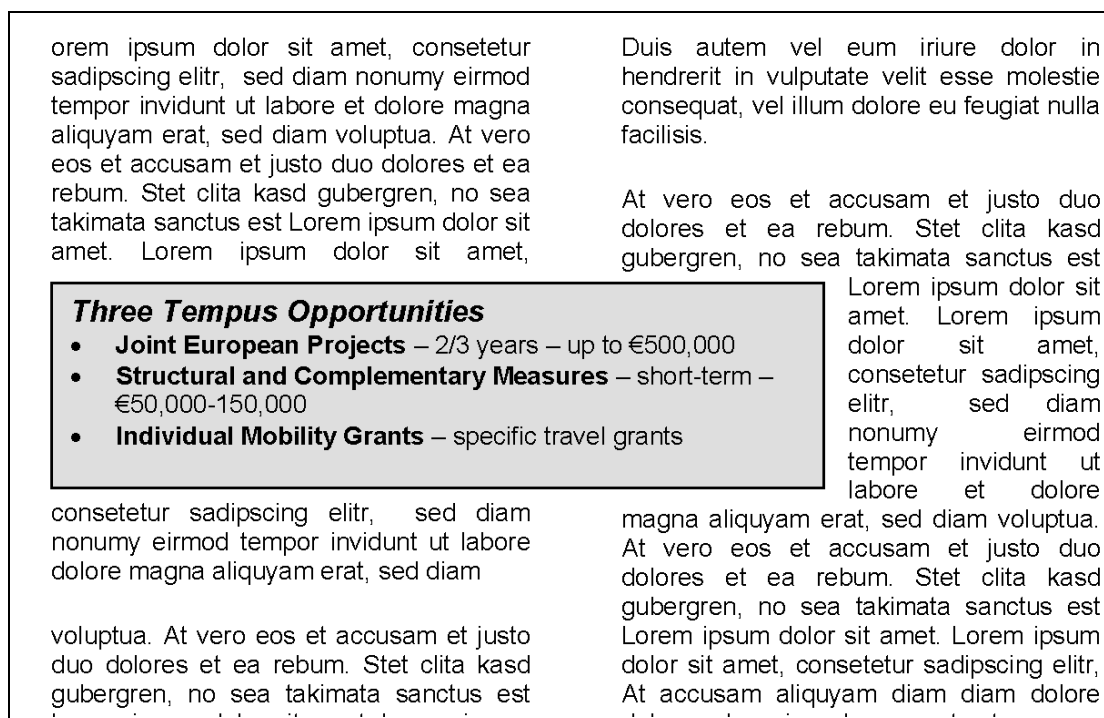 orem ipsum dolor sit amet, consetetur
sadipscing elitr, sed diam nonumy eirmod
tempor invidunt ut labore et dolore magna
aliquyam erat, sed diam voluptua. At vero
eos et accusam et justo duo dolores et ea
rebum. Stet clita kasd gubergren, no sea
takimata sanctus est Lorem ipsum dolor sit
amet. Lorem ipsum dolor sit amet,
Three Tempus Opportunities
• Joint European Projects – 2/3 years – up to €500,000
• Structural and Complementary Measures – short-term –
€50,000-150,000
• Individual Mobility Grants – specific travel grants
consetetur sadipscing elitr, sed diam
nonumy eirmod tempor invidunt ut labore
dolore magna aliquyam erat, sed diam
voluptua. At vero eos et accusam et justo
duo dolores et ea rebum. Stet clita kasd
gubergren, no sea takimata sanctus est
Duis autem vel eum iriure dolor in
hendrerit in vulputate velit esse molestie
consequat, vel illum dolore eu feugiat nulla
facilisis.
At vero eos et accusam et justo duo
dolores et ea rebum. Stet clita kasd
gubergren, no sea takimata sanctus est
Lorem ipsum dolor sit
amet. Lorem ipsum
dolor sit amet,
consetetur sadipscing
elitr, sed diam
nonumy eirmod
tempor invidunt ut
labore et dolore
magna aliquyam erat, sed diam voluptua.
At vero eos et accusam et justo duo
dolores et ea rebum. Stet clita kasd
gubergren, no sea takimata sanctus est
Lorem ipsum dolor sit amet. Lorem ipsum
dolor sit amet, consetetur sadipscing elitr,
At accusam aliquyam diam diam dolore